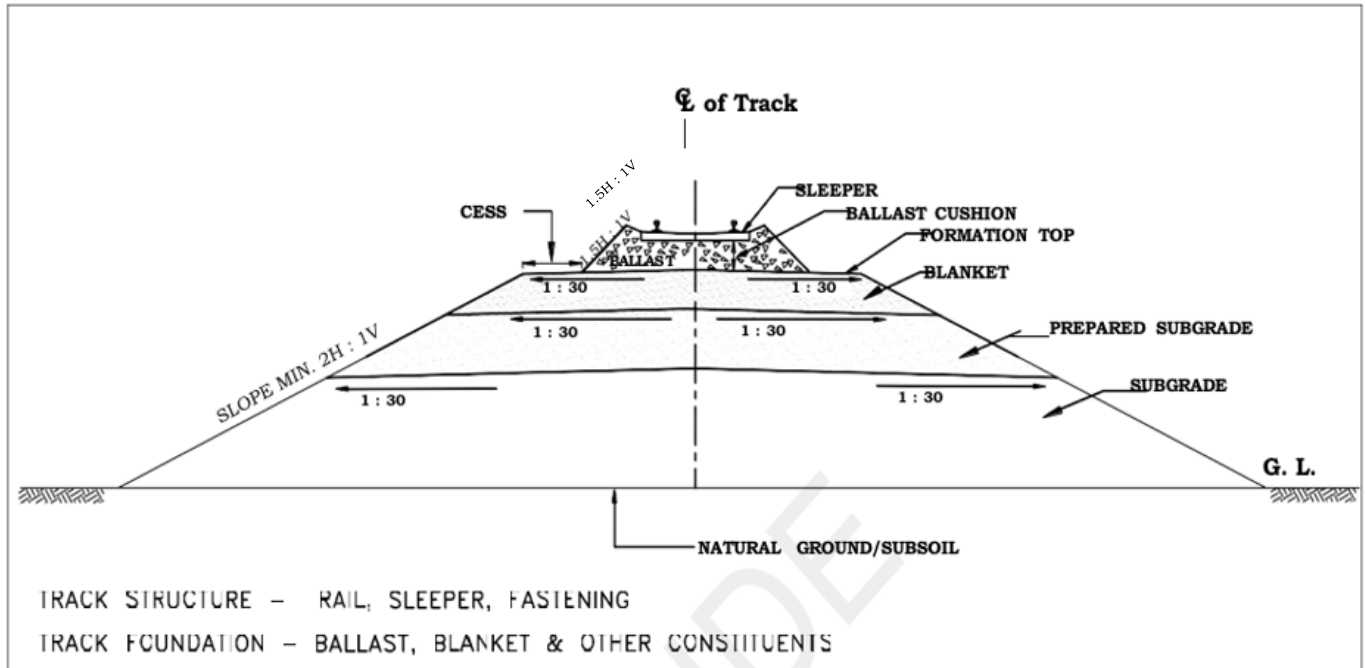 ℄ of Track
1.5H : 1V
SLEEPER
CESS
BALLAST CUSHION
1.5H : 1V
FORMATION TOP
BALLAST
BLANKET
1 : 30
1 : 30
1 : 30
1 : 30
PREPARED SUBGRADE
SLOPE MIN. 2H : 1V
SUBGRADE
1 : 30
1 : 30
G. L.
NATURAL GROUND/SUBSOIL
TRACK STRUCTURE – RAIL, SLEEPER, FASTENING
TRACK FOUNDATION – BALLAST, BLANKET & OTHER CONSTITUENTS